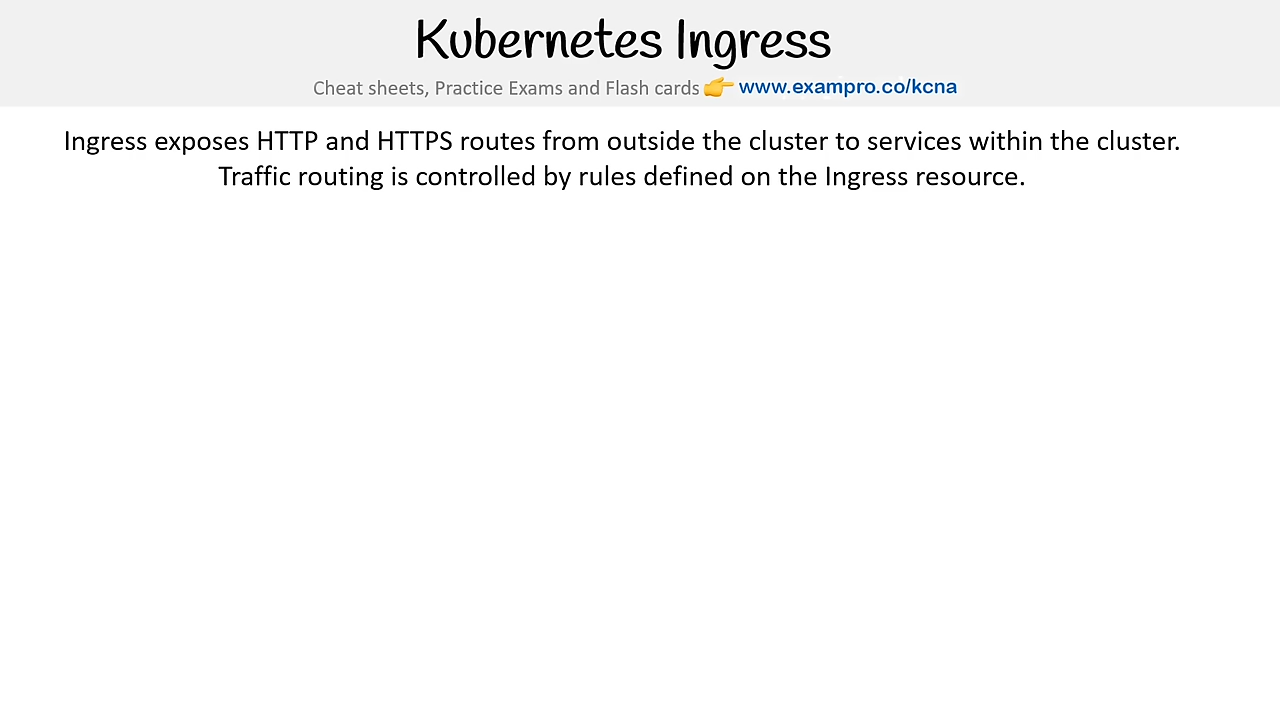 Kubernetes Ingress
Cheat sheets, Practice Exams and Flash cards 👉 www.exampro.co/kcna
Ingress exposes HTTP and HTTPS routes from outside the cluster to services within the cluster.
Traffic routing is controlled by rules defined on the Ingress resource.